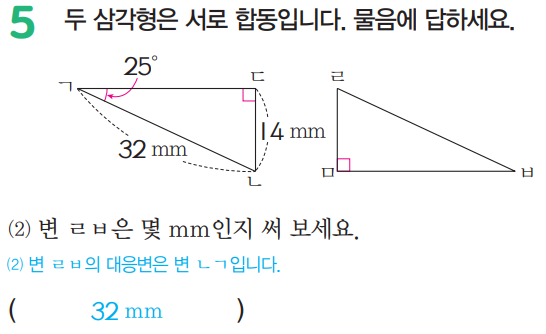 5 두 삼각형은 서로 합동입니다. 물음에 답하세요.
25°
ㄱ ㄷ ㄹ
14 mm
32 mm
ㄴ ㅁ ㅂ
(2) 변 ㄹㅂ은 몇 mm인지 써 보세요.
(2) 변 ㄹㅂ의 대응변은 변 ㄴㄱ입니다.
( 32 mm )